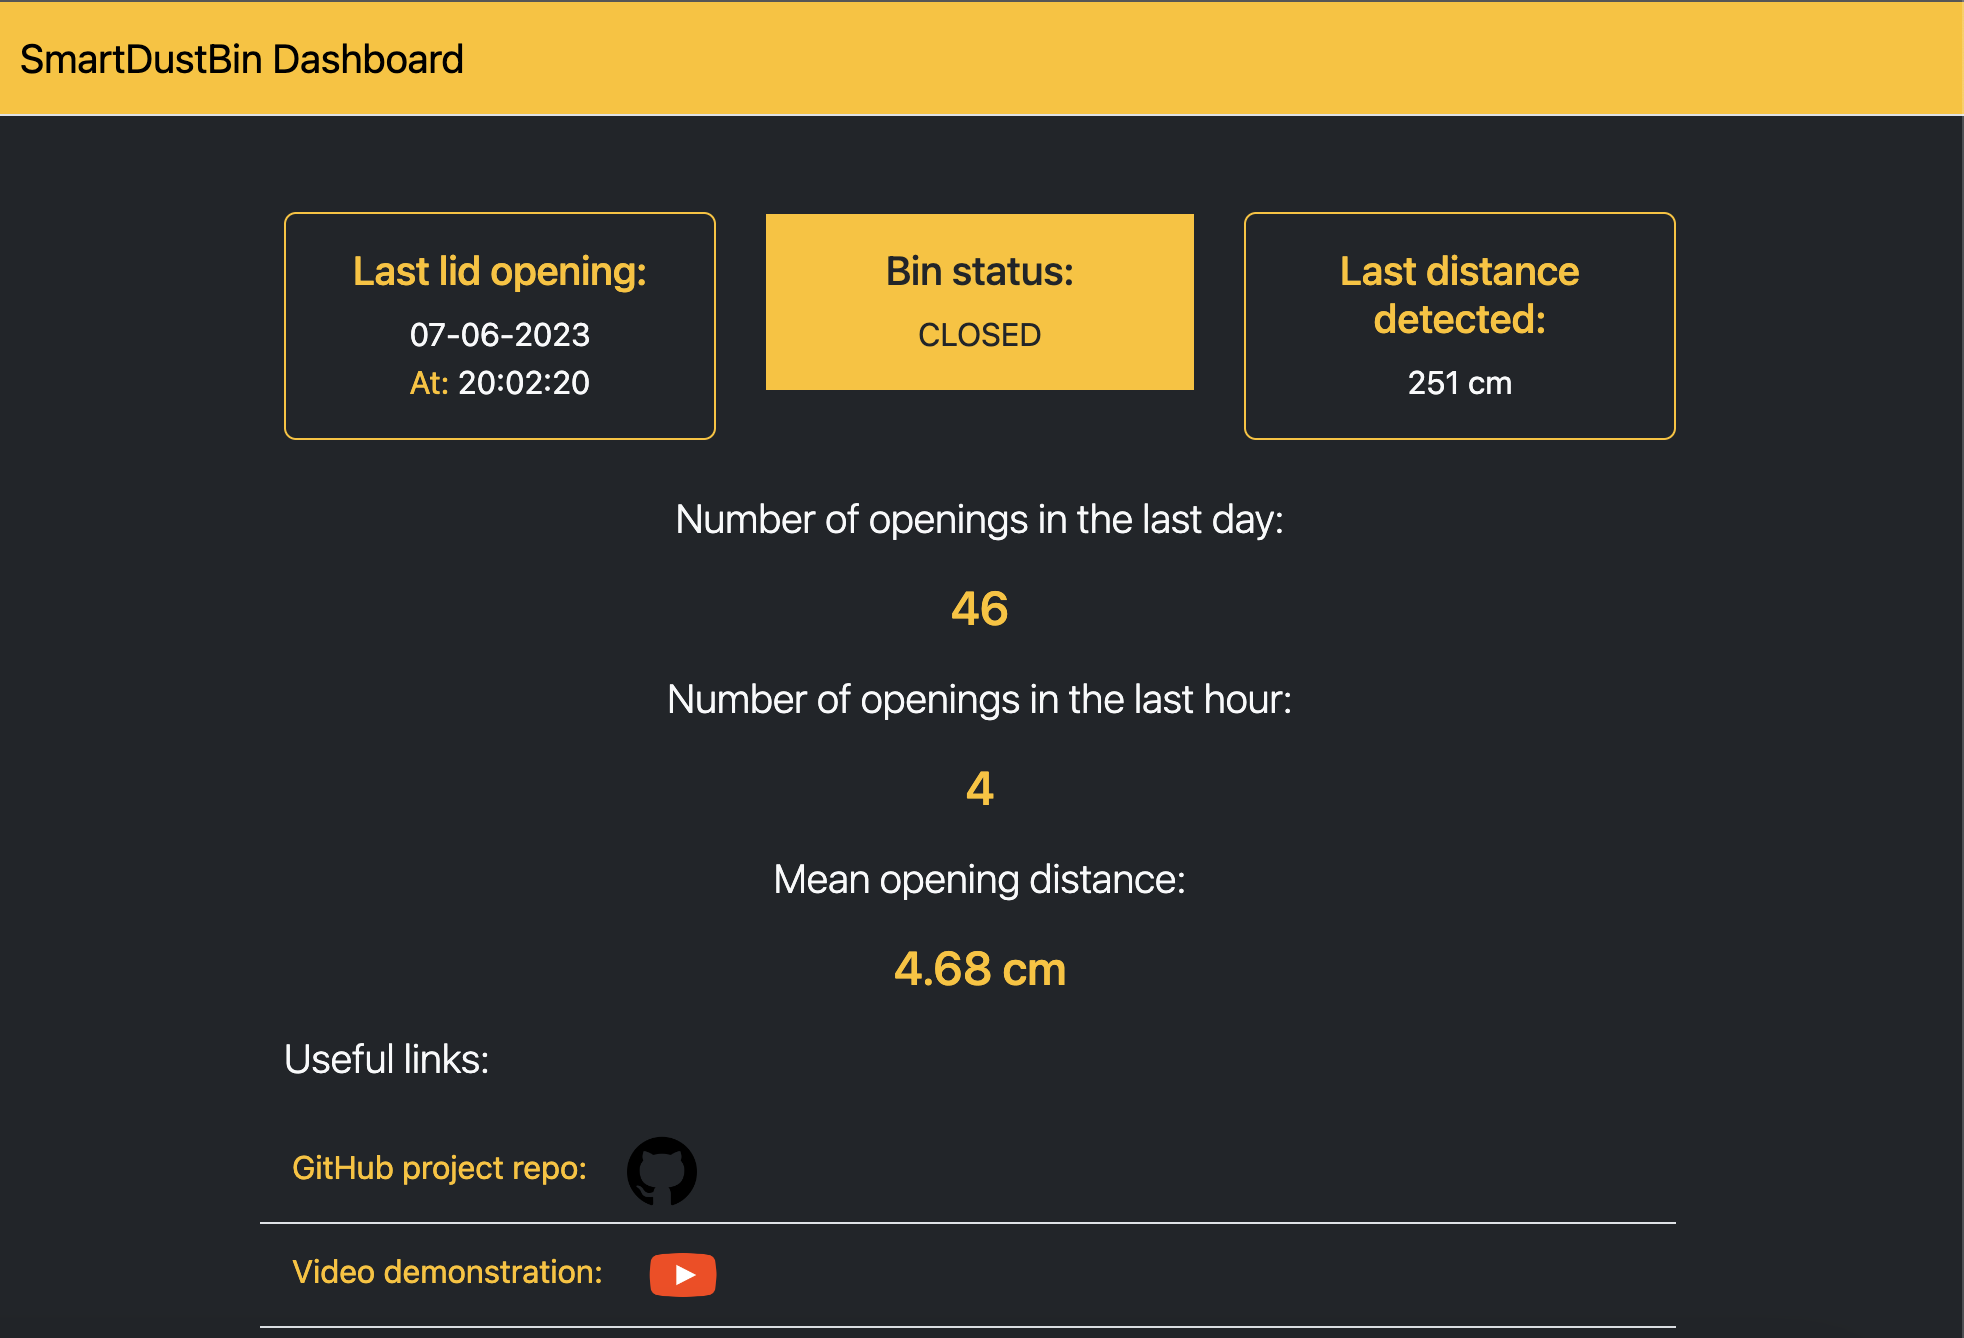 SmartDustBin Dashboard
Last lid opening:
07-06-2023
At: 20:02:20
Bin status:
CLOSED
Last distance
detected:
251 cm
Number of openings in the last day:
46
Number of openings in the last hour:
4
Mean opening distance:
4.68 cm
Useful links:
GitHub project repo:
Video demonstration: